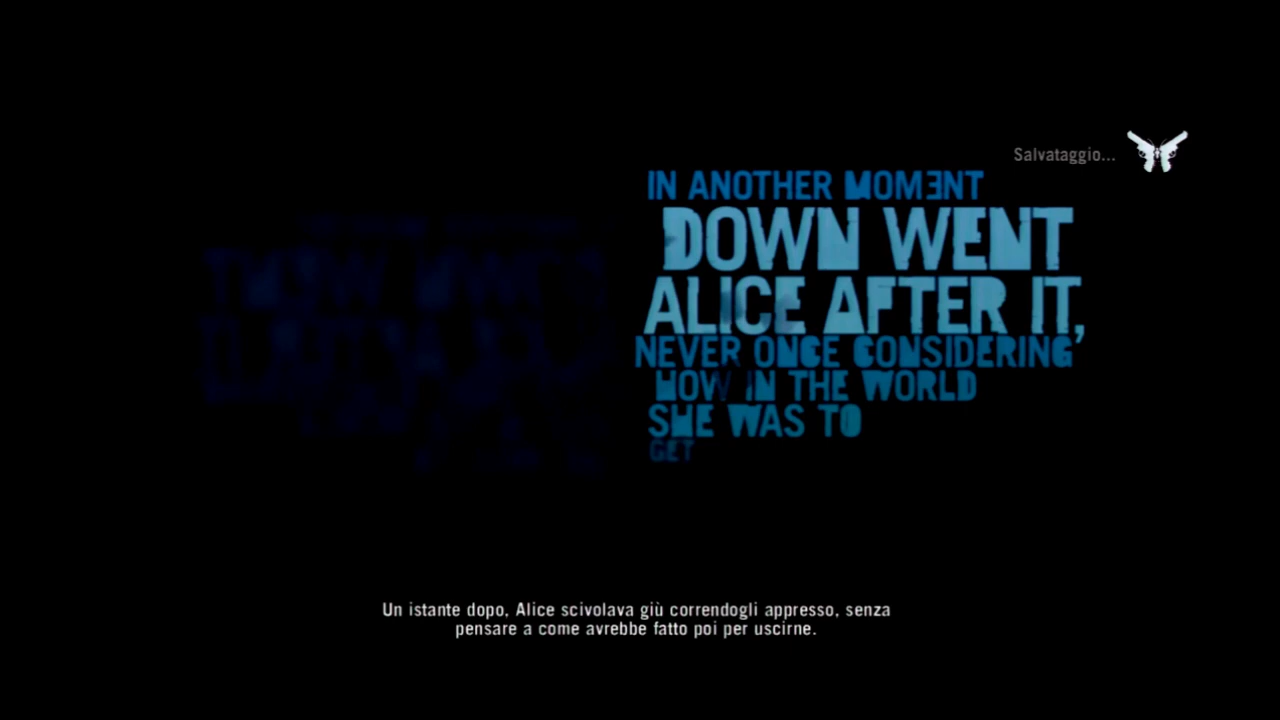 Salvataggio...
IN ANOTHER MOMENT
DOWN WENT
ALICE AFTER IT,
NEVER ONCE CONSIDERING
HOW IN THE WORLD
SHE WAS TO
GET
Un istante dopo, Alice scivolava giù correndogli appresso, senza
pensare a come avrebbe fatto poi per uscirne.